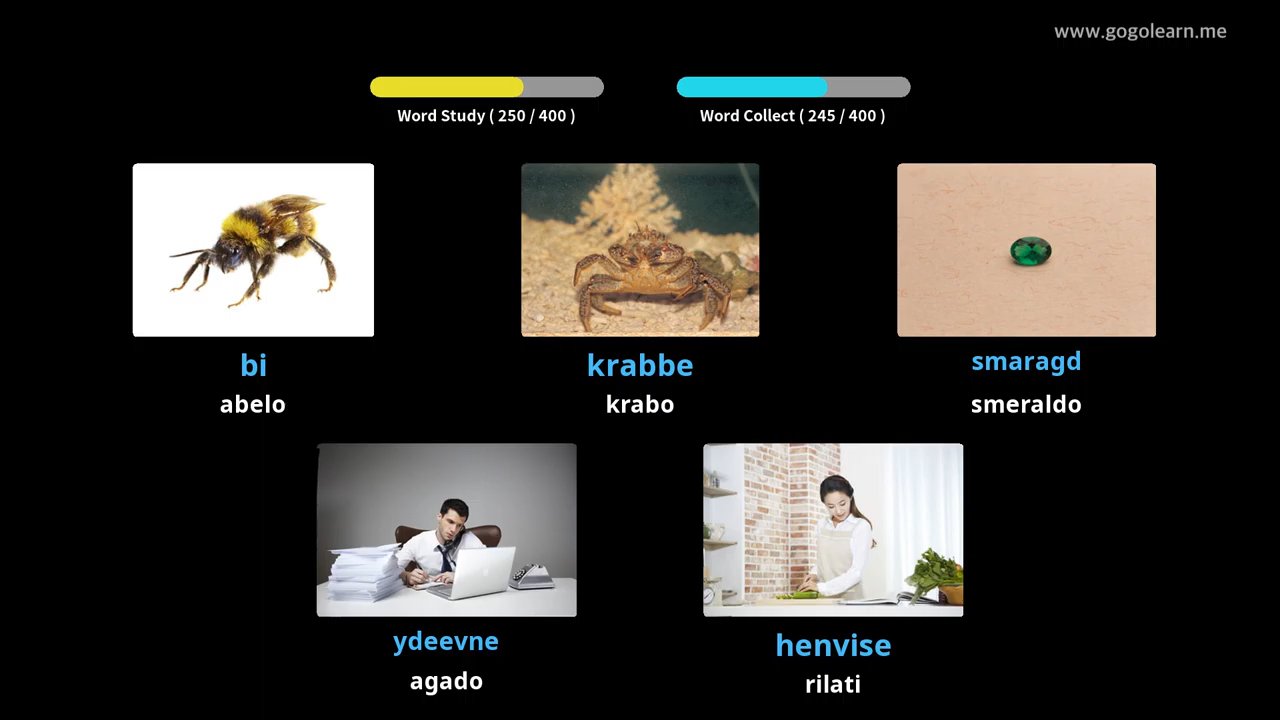 www.gogolearn.me
Word Study ( 250 / 400 )
Word Collect ( 245 / 400 )
bi
abelo
krabbe
krabo
smaragd
smeraldo
ydeevne
agado
henvise
rilati